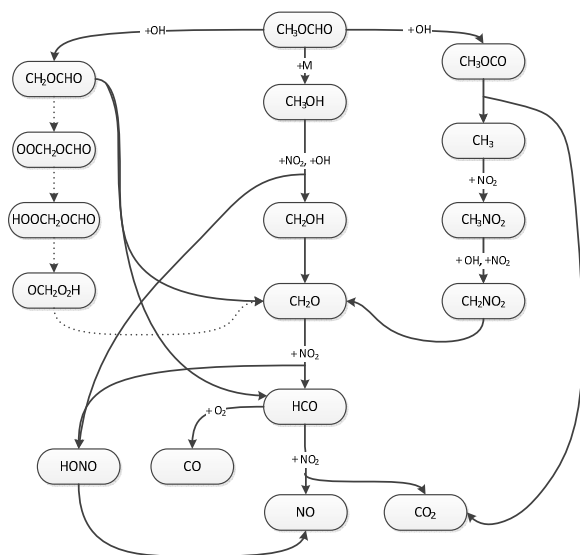 CH₃OCHO
+OH
+OH
CH₂OCHO
+M
CH₃OCO
CH₃OH
OOCH₂OCHO
CH₃
+NO₂, +OH
+ NO₂
HOOCH₂OCHO
CH₂OH
CH₃NO₂
+ OH, +NO₂
OCH₂O₂H
CH₂O
CH₂NO₂
+ NO₂
HCO
+ O₂
+ NO₂
HONO
CO
NO
CO₂